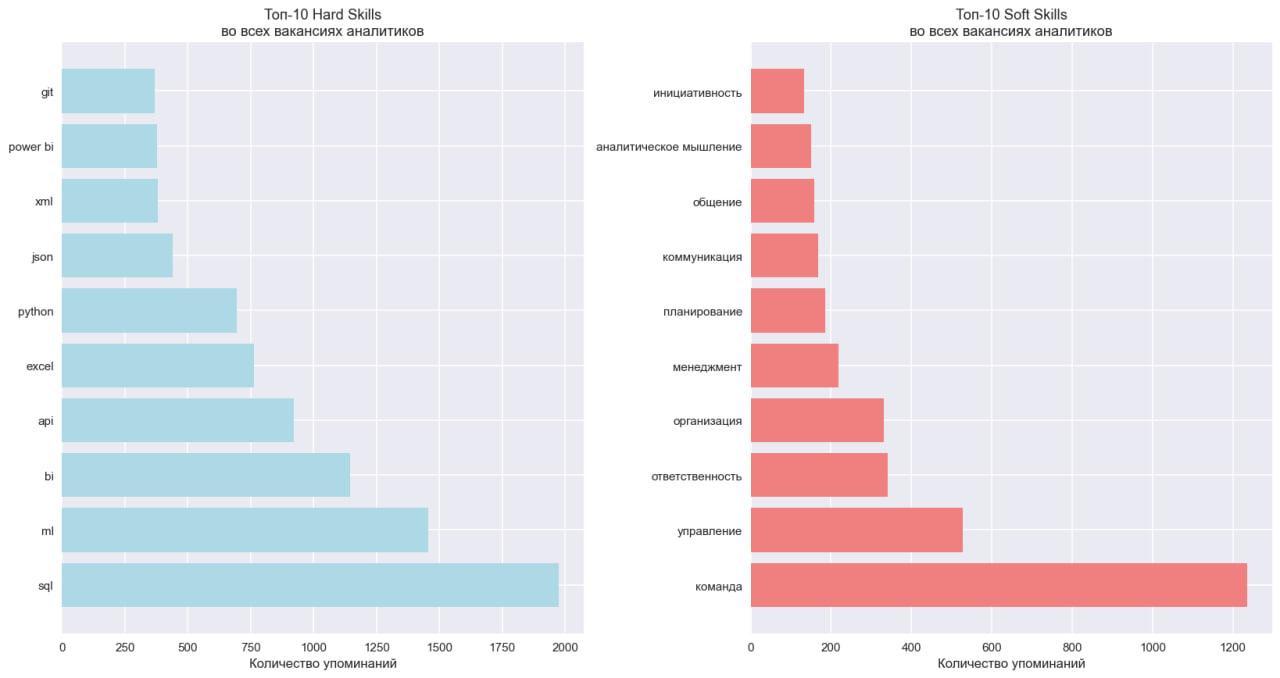 Топ-10 Hard Skills
во всех вакансиях аналитиков
git
power bi
xml
json
python
excel
api
bi
ml
sql
0 250 500 750 1000 1250 1500 1750 2000
Количество упоминаний
Топ-10 Soft Skills
во всех вакансиях аналитиков
инициативность
аналитическое мышление
общение
коммуникация
планирование
менеджмент
организация
ответственность
управление
команда
0 200 400 600 800 1000 1200
Количество упоминаний